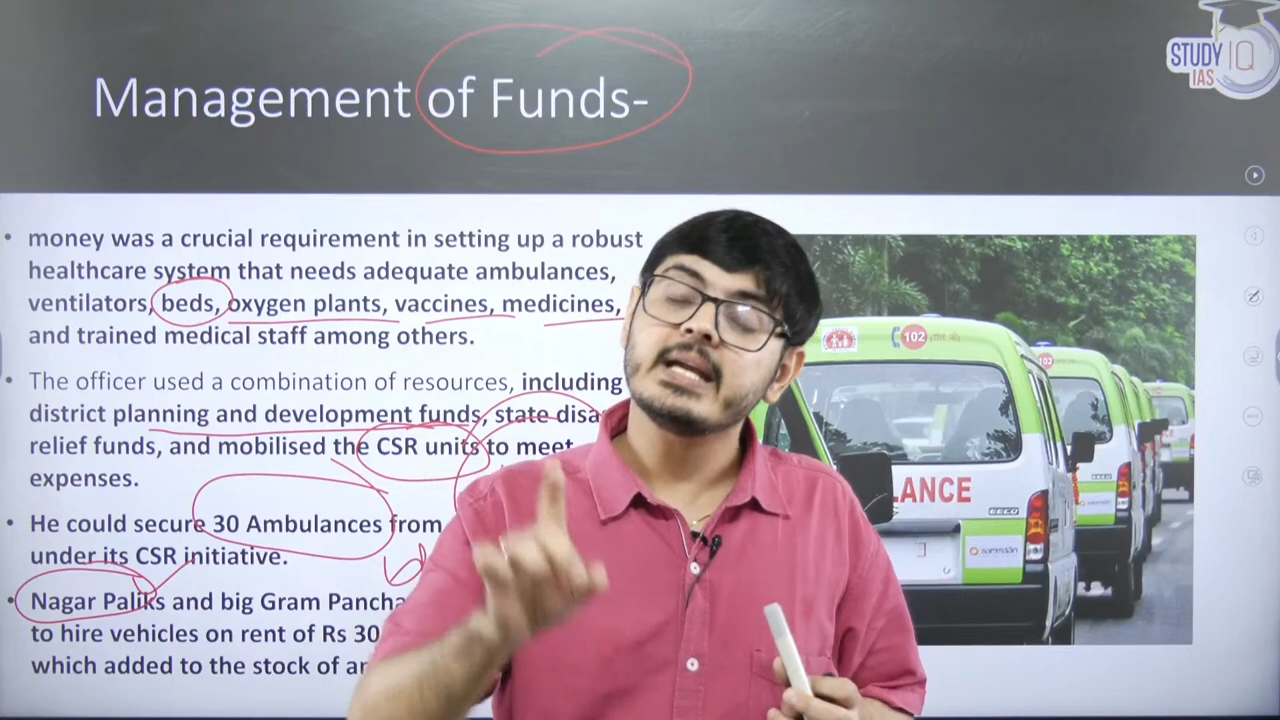 Management of Funds-
STUDY IQ
IAS
• money was a crucial requirement in setting up a robust
healthcare system that needs adequate ambulances,
ventilators, beds, oxygen plants, vaccines, medicines,
and trained medical staff among others.
• The officer used a combination of resources, including
district planning and development funds, state disa
relief funds, and mobilised the CSR units to meet
expenses.
• He could secure 30 Ambulances from
under its CSR initiative.
• Nagar Paliks and big Gram Pancha
to hire vehicles on rent of Rs 30
which added to the stock of a
102
102
LANCE
EECO
sammaan